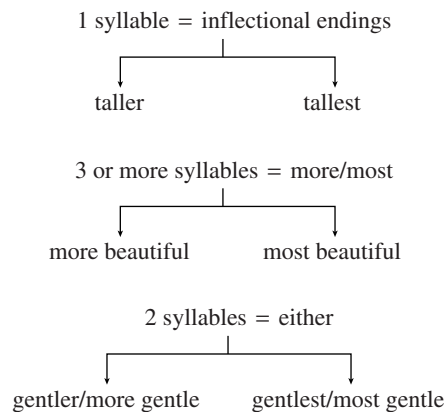 1 syllable = inflectional endings
taller tallest
3 or more syllables = more/most
more beautiful most beautiful
2 syllables = either
gentler/more gentle gentlest/most gentle